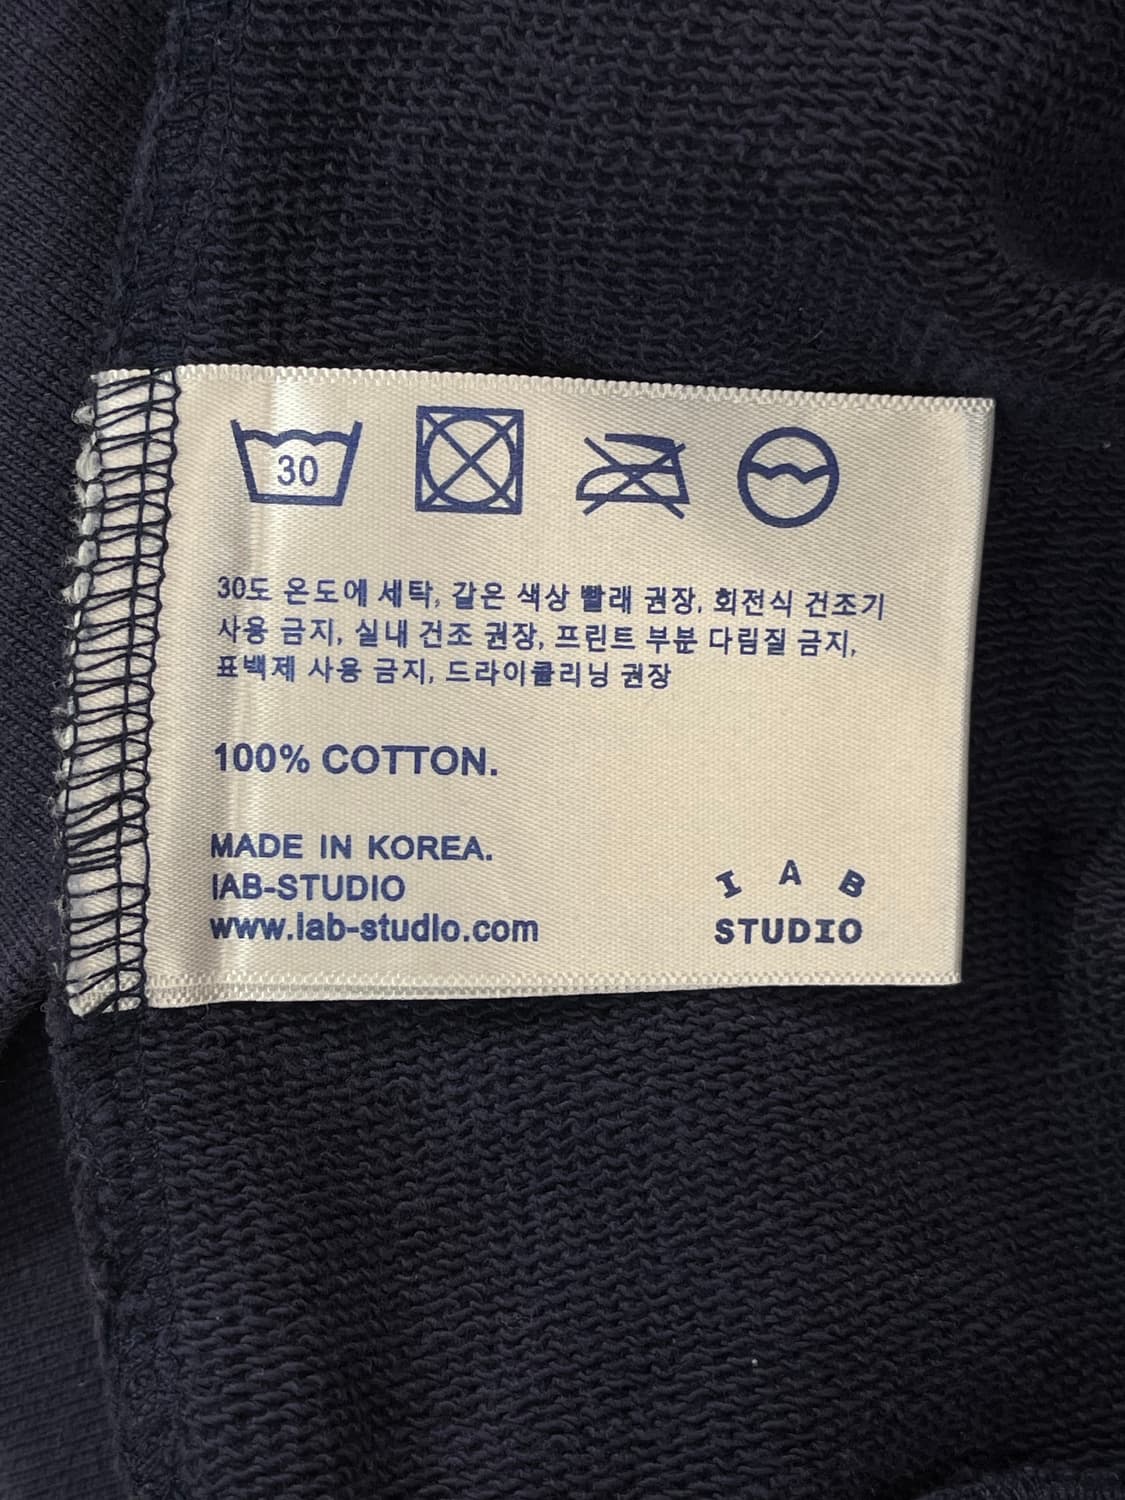 30
30도 온도에 세탁, 같은 색상 빨래 권장, 회전식 건조기
사용 금지, 실내 건조 권장, 프린트 부분 다림질 금지,
표백제 사용 금지, 드라이클리닝 권장
100% COTTON.
MADE IN KOREA.
IAB-STUDIO
www.iab-studio.com
I A B
STUDIO